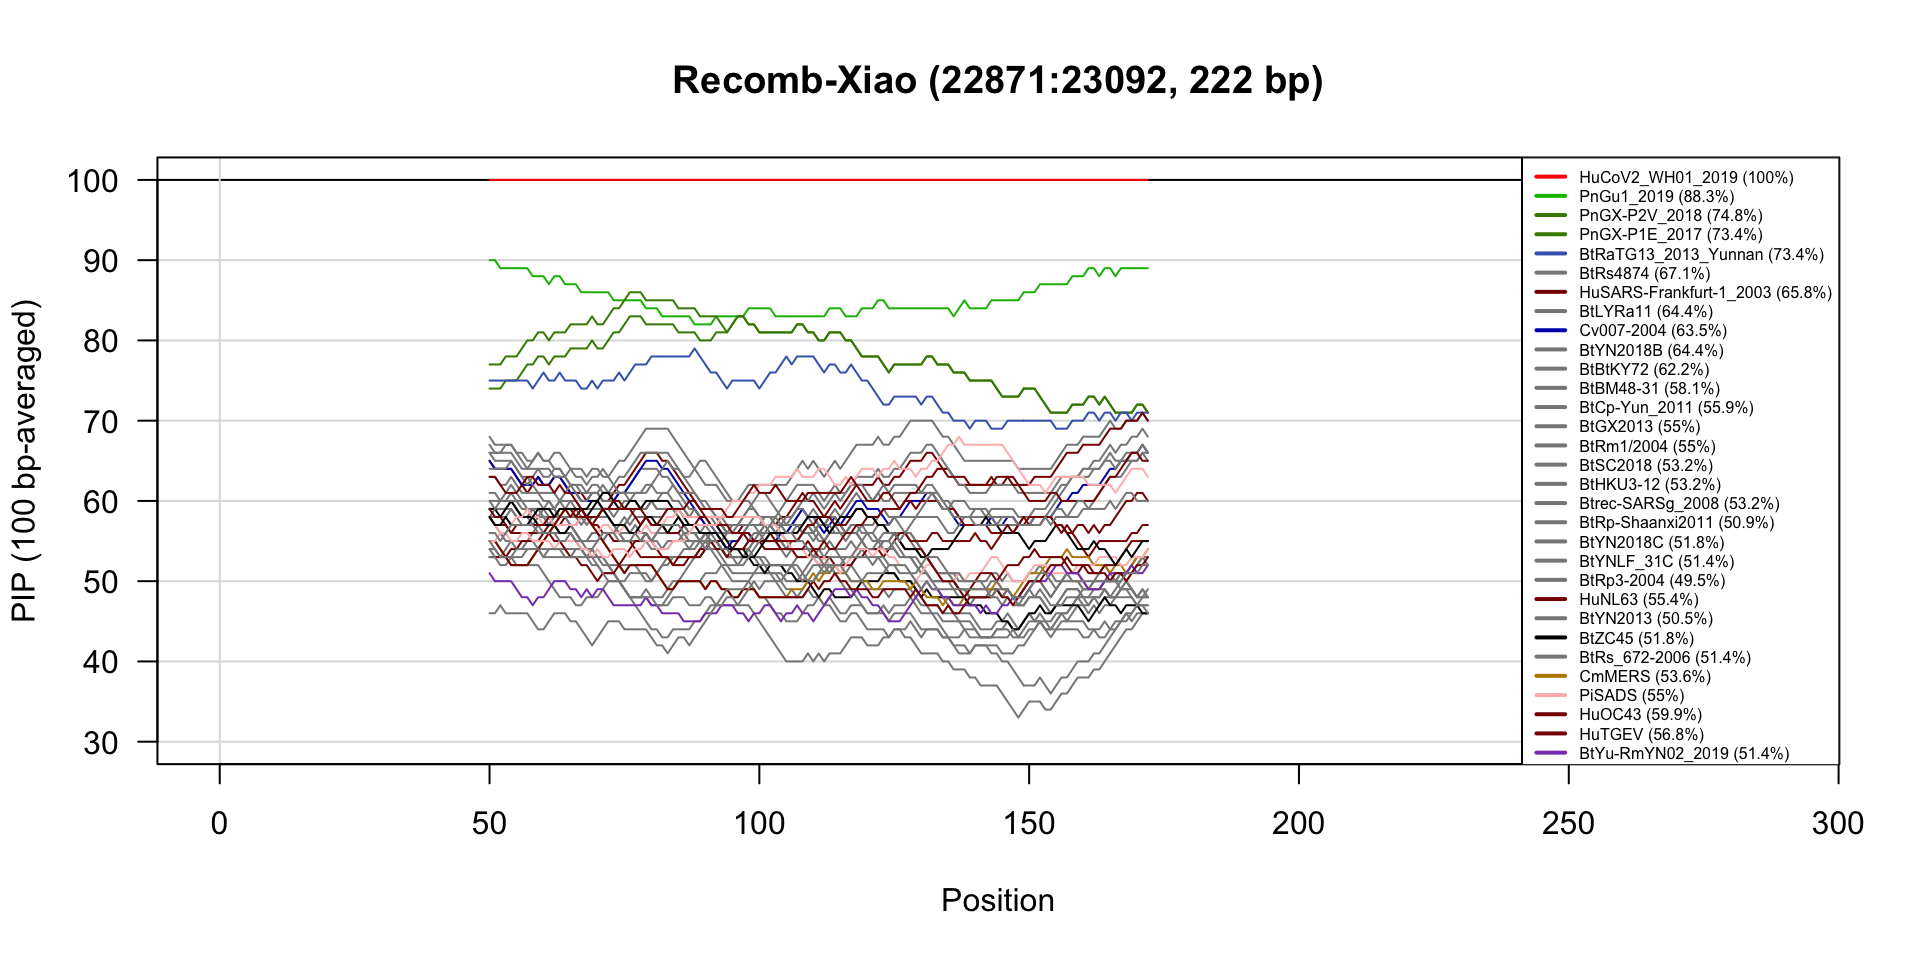 Recomb-Xiao (22871:23092, 222 bp)
PIP (100 bp-averaged)
100
90
80
70
60
50
40
30
0
50
100
150
200
250
300
Position
HuCoV2_WH01_2019 (100%)
PnGu1_2019 (88.3%)
PnGX-P2V_2018 (74.8%)
PnGX-P1E_2017 (73.4%)
BtRaTG13_2013_Yunnan (73.4%)
BtRs4874 (67.1%)
HuSARS-Frankfurt-1_2003 (65.8%)
BtLYRa11 (64.4%)
Cv007-2004 (63.5%)
BtYN2018B (64.4%)
BtBtKY72 (62.2%)
BtBM48-31 (58.1%)
BtCp-Yun_2011 (55.9%)
BtGX2013 (55%)
BtRm1/2004 (55%)
BtSC2018 (53.2%)
BtHKU3-12 (53.2%)
Btrec-SARSg_2008 (53.2%)
BtRp-Shaanxi2011 (50.9%)
BtYN2018C (51.8%)
BtYNLF_31C (51.4%)
BtRp3-2004 (49.5%)
HuNL63 (55.4%)
BtYN2013 (50.5%)
BtZC45 (51.8%)
BtRs_672-2006 (51.4%)
CmMERS (53.6%)
PiSADS (55%)
HuOC43 (59.9%)
HuTGEV (56.8%)
BtYu-RmYN02_2019 (51.4%)